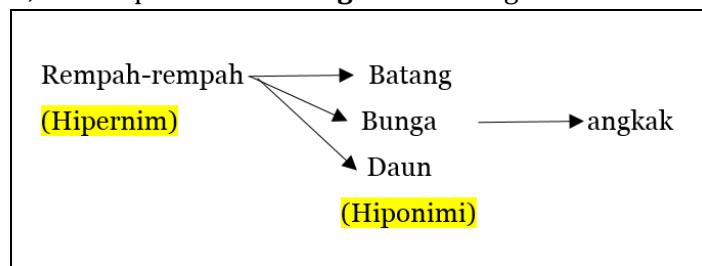 Rempah-rempah Batang
(Hipernim) Bunga angkak
Daun
(Hiponimi)